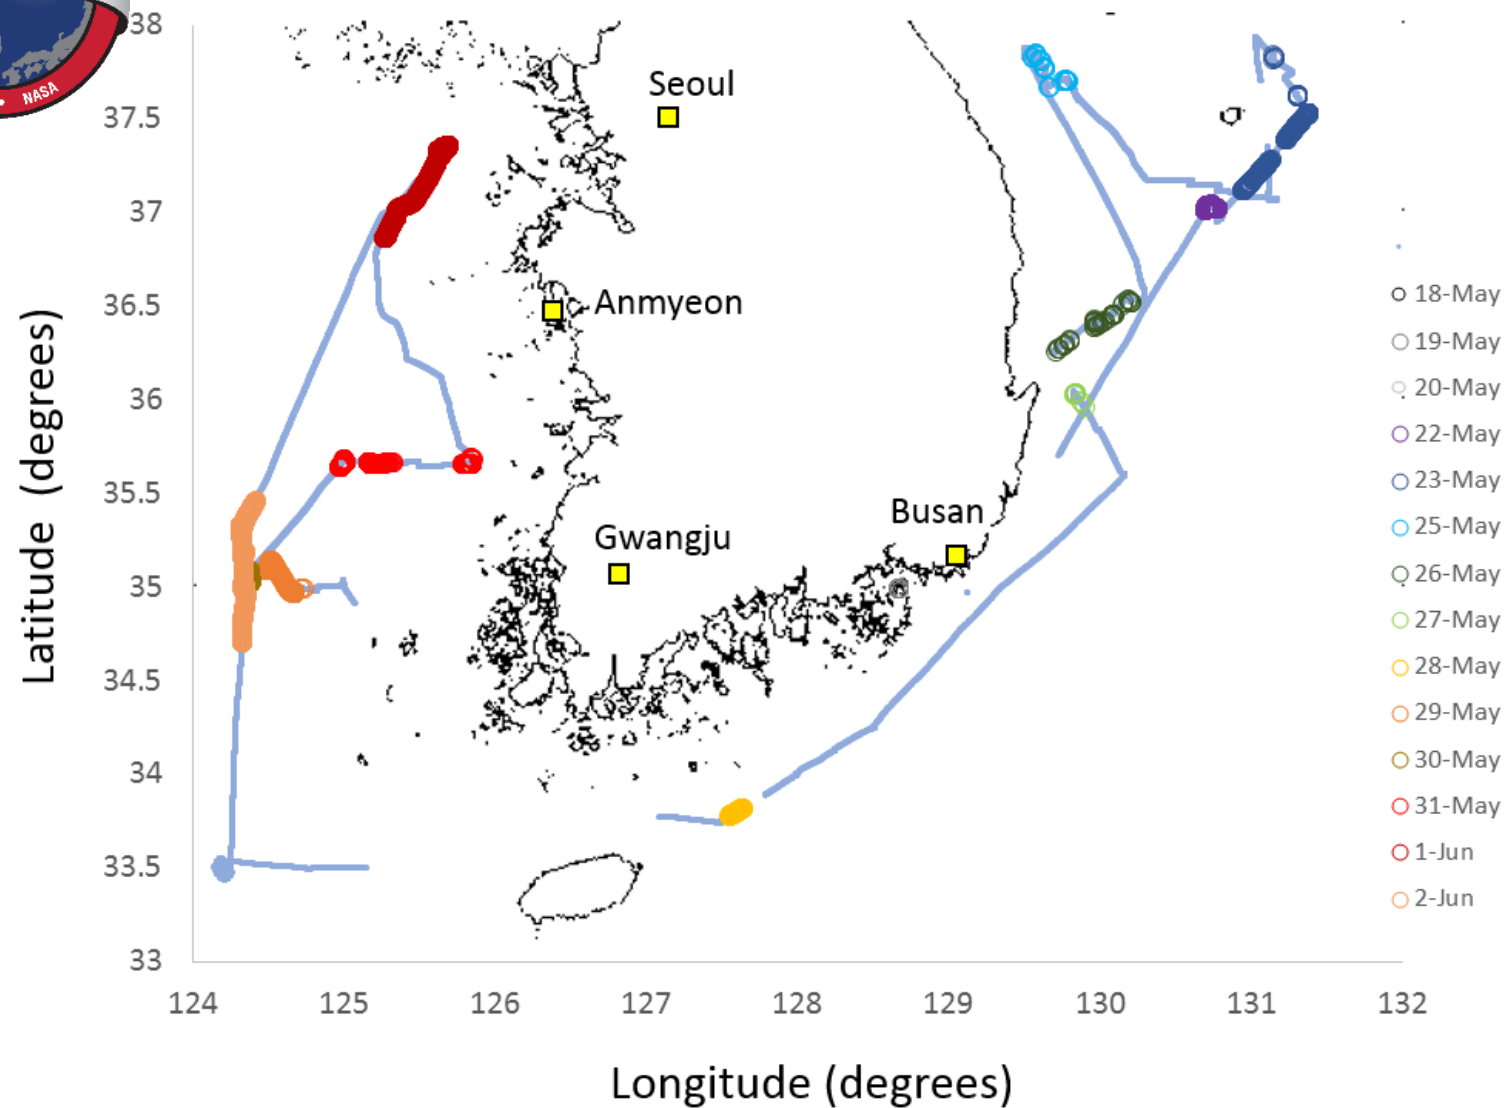 NASA
38
37.5
37
36.5
36
35.5
35
34.5
34
33.5
33
Latitude (degrees)
Seoul
Anmyeon
Gwangju
Busan
18-May
19-May
20-May
22-May
23-May
25-May
26-May
27-May
28-May
29-May
30-May
31-May
1-Jun
2-Jun
124 125 126 127 128 129 130 131 132
Longitude (degrees)